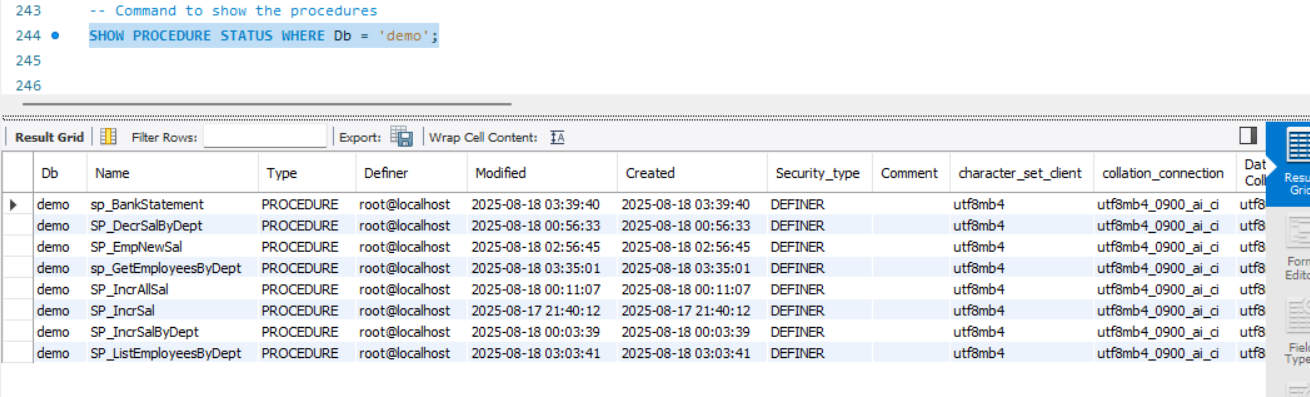 243 -- Command to show the procedures
244 SHOW PROCEDURE STATUS WHERE Db = 'demo';
245
246
Result Grid Filter Rows: Export: Wrap Cell Content:
Db Name Type Definer Modified Created Security_type Comment character_set_client collation_connection Dat
Coll
demo sp_BankStatement PROCEDURE root@localhost 2025-08-18 03:39:40 2025-08-18 03:39:40 DEFINER utf8mb4 utf8mb4_0900_ai_ci utf8
demo SP_DecrSalByDept PROCEDURE root@localhost 2025-08-18 00:56:33 2025-08-18 00:56:33 DEFINER utf8mb4 utf8mb4_0900_ai_ci utf8
demo SP_EmpNewSal PROCEDURE root@localhost 2025-08-18 02:56:45 2025-08-18 02:56:45 DEFINER utf8mb4 utf8mb4_0900_ai_ci utf8
demo sp_GetEmployeesByDept PROCEDURE root@localhost 2025-08-18 03:35:01 2025-08-18 03:35:01 DEFINER utf8mb4 utf8mb4_0900_ai_ci utf8
demo SP_IncrAllSal PROCEDURE root@localhost 2025-08-18 00:11:07 2025-08-18 00:11:07 DEFINER utf8mb4 utf8mb4_0900_ai_ci utf8
demo SP_IncrSal PROCEDURE root@localhost 2025-08-17 21:40:12 2025-08-17 21:40:12 DEFINER utf8mb4 utf8mb4_0900_ai_ci utf8
demo SP_IncrSalByDept PROCEDURE root@localhost 2025-08-18 00:03:39 2025-08-18 00:03:39 DEFINER utf8mb4 utf8mb4_0900_ai_ci utf8
demo SP_ListEmployeesByDept PROCEDURE root@localhost 2025-08-18 03:03:41 2025-08-18 03:03:41 DEFINER utf8mb4 utf8mb4_0900_ai_ci utf8
Resu
Grid
Form
Edito
Field
Type